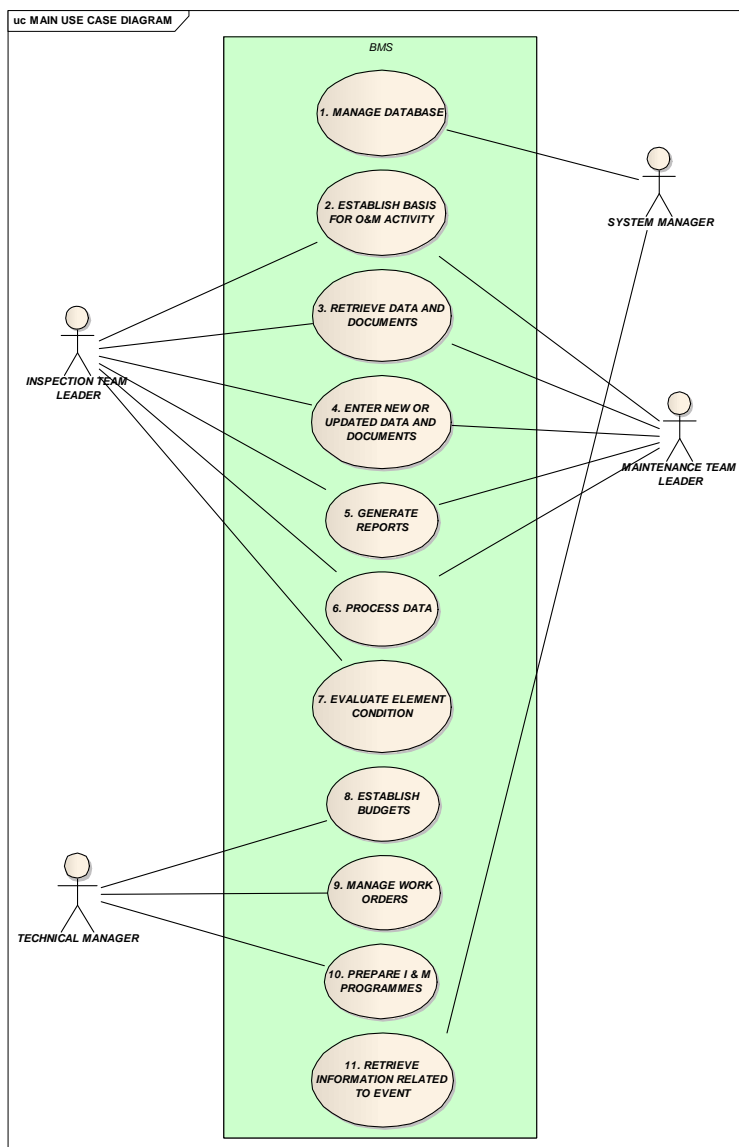 uc MAIN USE CASE DIAGRAM
BMS
1. MANAGE DATABASE
SYSTEM MANAGER
2. ESTABLISH BASIS
FOR O&M ACTIVITY
3. RETRIEVE DATA AND
DOCUMENTS
INSPECTION TEAM
LEADER
4. ENTER NEW OR
UPDATED DATA AND
DOCUMENTS
MAINTENANCE TEAM
LEADER
5. GENERATE
REPORTS
6. PROCESS DATA
7. EVALUATE ELEMENT
CONDITION
8. ESTABLISH
BUDGETS
9. MANAGE WORK
ORDERS
TECHNICAL MANAGER
10. PREPARE I & M
PROGRAMMES
11. RETRIEVE
INFORMATION RELATED
TO EVENT